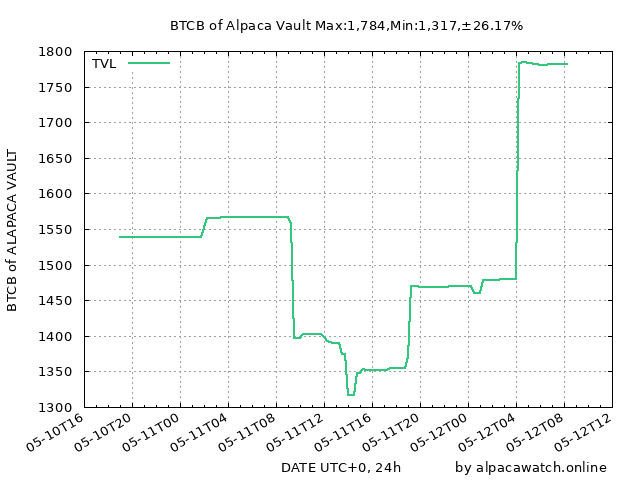 BTCB of Alpaca Vault Max:1,784,Min:1,317,±26.17%
TVL
BTCB of ALAPACA VAULT
1800
1750
1700
1650
1600
1550
1500
1450
1400
1350
1300
05-10T16
05-10T20
05-11T00
05-11T04
05-11T08
05-11T12
05-11T16
05-11T20
05-12T00
05-12T04
05-12T08
05-12T12
DATE UTC+0, 24h
by alpacawatch.online